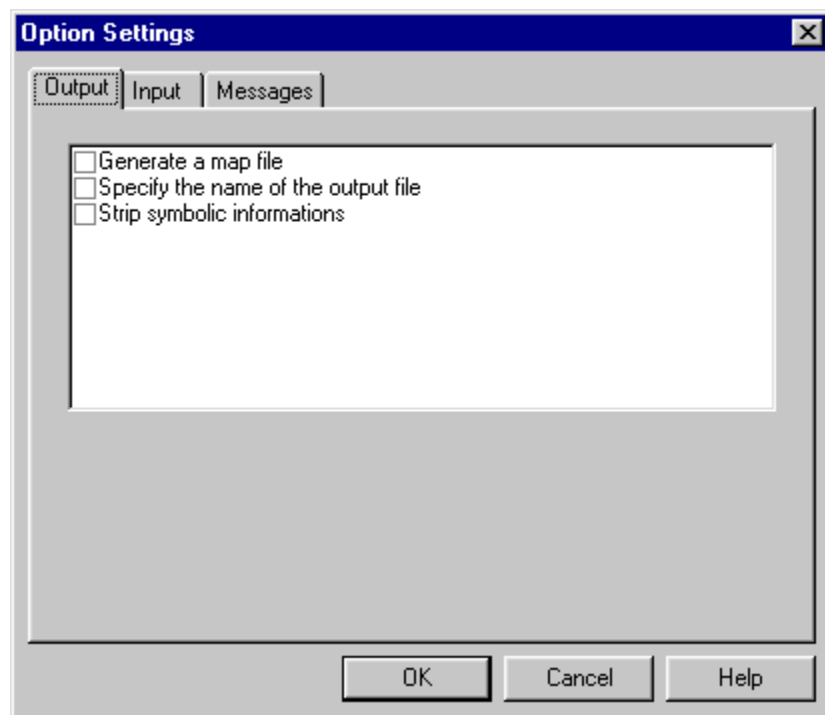 Option Settings
Output Input Messages
Generate a map file
Specify the name of the output file
Strip symbolic informations
OK Cancel Help